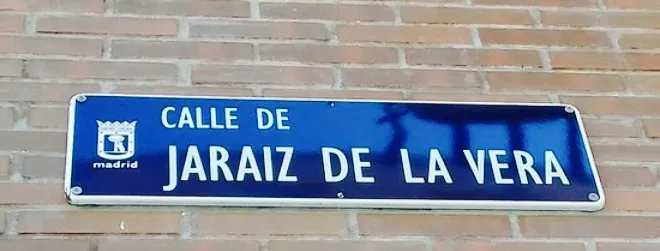 CALLE DE
JARAIZ DE LA VERA
madrid